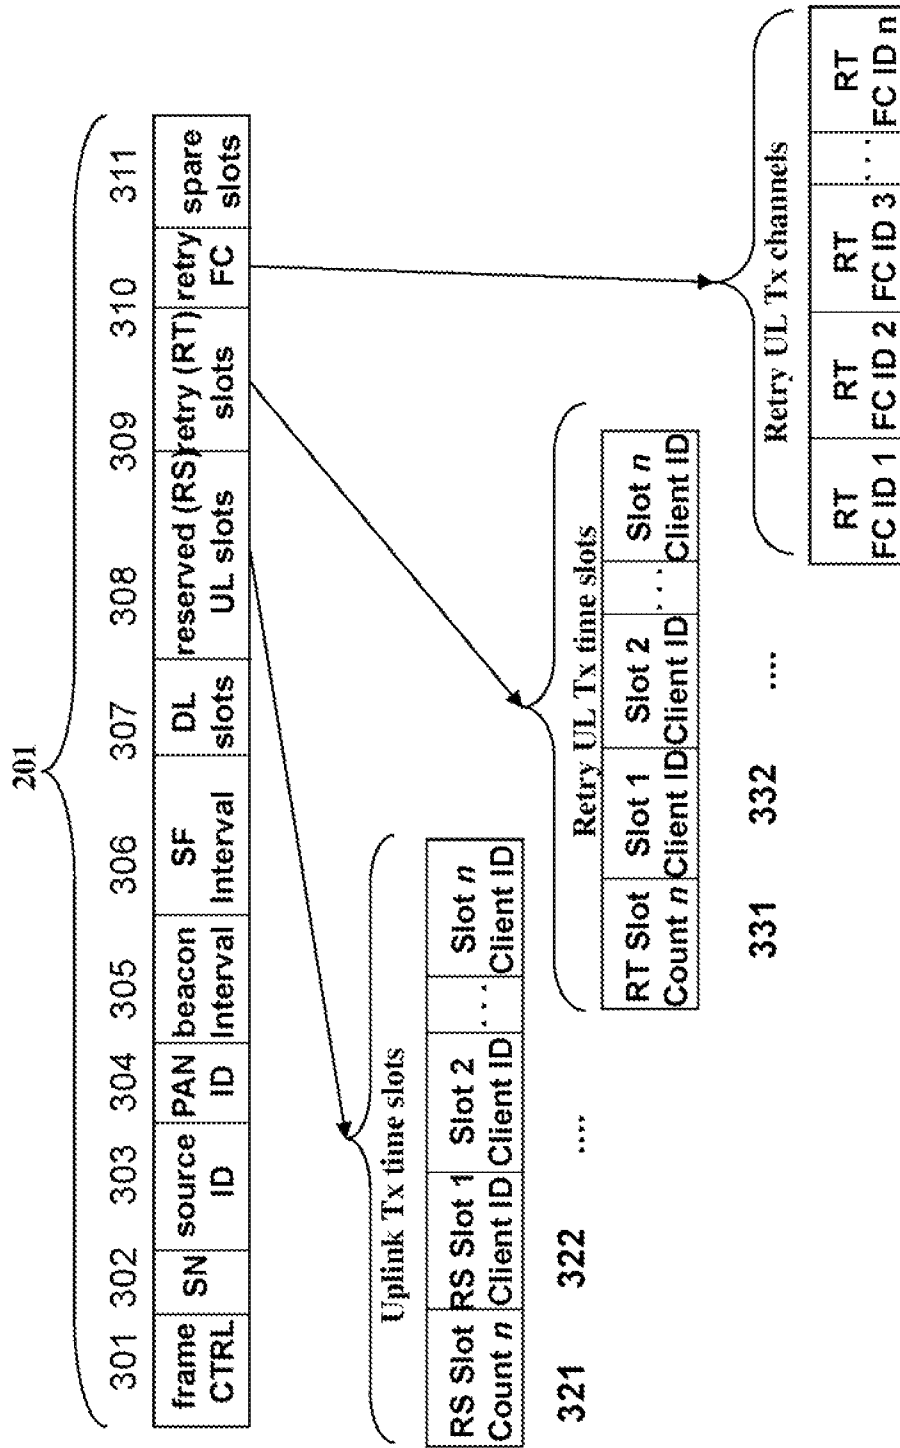 201
301 302 303 304 305 306 307 308 309 310 311
frame SN source PAN beacon SF DL reserved (RS) retry (RT) retry spare
CTRL ID ID Interval Interval slots UL slots slots FC slots
Uplink Tx time slots
RS Slot RS Slot 1 Slot 2 ... Slot n
Count n Client ID Client ID Client ID
321 322 ....
Retry UL Tx time slots
RT Slot Slot 1 Slot 2 ... Slot n
Count n Client ID Client ID Client ID
331 332 ....
Retry UL Tx channels
RT RT RT ... RT
FC ID 1 FC ID 2 FC ID 3 FC ID n